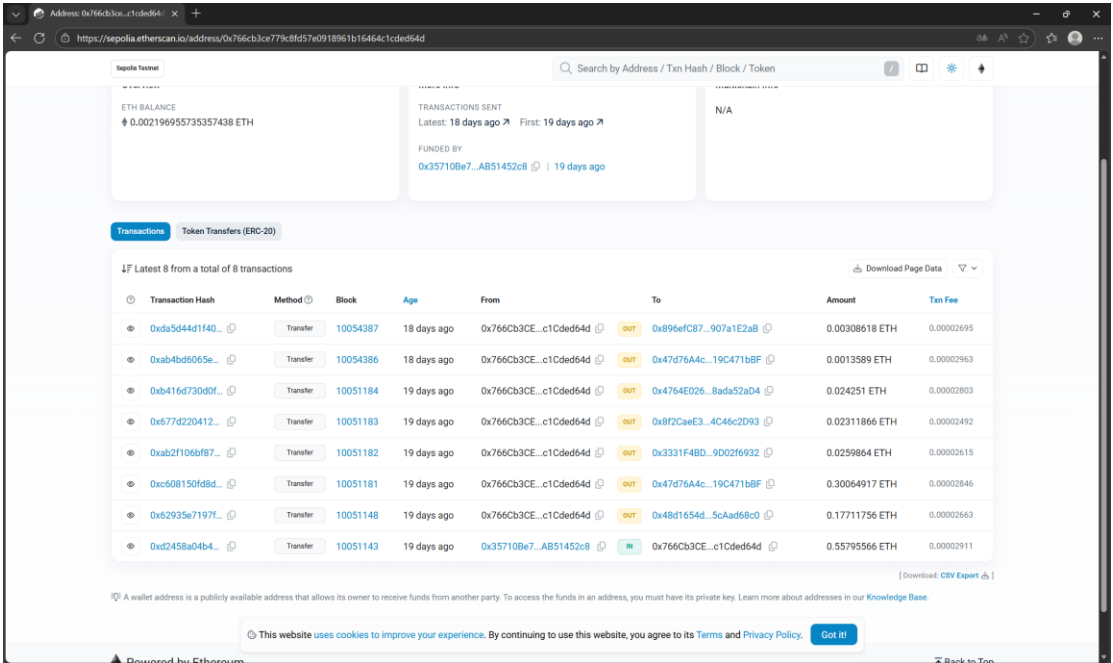 Address: 0x766cb3ce...c1cded64d
https://sepolia.etherscan.io/address/0x766cb3ce779c8fd57e0918961b16464c1cded64d
Sepolia Testnet
Search by Address / Txn Hash / Block / Token /
Overview More Info Multichain Info
ETH BALANCE TRANSACTIONS SENT
0.002196955735357438 ETH Latest: 18 days ago First: 19 days ago N/A
FUNDED BY
0x35710Be7...AB51452c8 | 19 days ago
Transactions Token Transfers (ERC-20)
Latest 8 from a total of 8 transactions Download Page Data
Transaction Hash Method Block Age From To Amount Txn Fee
0xda5d44d1f40... Transfer 10054387 18 days ago 0x766Cb3CE...c1Cded64d OUT 0x896efC87...907a1E2aB 0.00308618 ETH 0.00002695
0xab4bd6065e... Transfer 10054386 18 days ago 0x766Cb3CE...c1Cded64d OUT 0x47d76A4c...19C471bBF 0.0013589 ETH 0.00002963
0xb416d730d0f... Transfer 10051184 19 days ago 0x766Cb3CE...c1Cded64d OUT 0x4764E026...8ada52aD4 0.024251 ETH 0.00002803
0x677d220412... Transfer 10051183 19 days ago 0x766Cb3CE...c1Cded64d OUT 0x8f2CaeE3...4C46c2D93 0.02311866 ETH 0.00002492
0xab2f106bf87... Transfer 10051182 19 days ago 0x766Cb3CE...c1Cded64d OUT 0x3331F4BD...9D02f6932 0.0259864 ETH 0.00002615
0xc608150fd8d... Transfer 10051181 19 days ago 0x766Cb3CE...c1Cded64d OUT 0x47d76A4c...19C471bBF 0.30064917 ETH 0.00002846
0x62935e7197f... Transfer 10051148 19 days ago 0x766Cb3CE...c1Cded64d OUT 0x48d1654d...5cAad68c0 0.17711756 ETH 0.00002663
0xd2458a04b4... Transfer 10051143 19 days ago 0x35710Be7...AB51452c8 IN 0x766Cb3CE...c1Cded64d 0.55795566 ETH 0.00002911
[ Download: CSV Export ]
A wallet address is a publicly available address that allows its owner to receive funds from another party. To access the funds in an address, you must have its private key. Learn more about addresses in our Knowledge Base.
This website uses cookies to improve your experience. By continuing to use this website, you agree to its Terms and Privacy Policy. Got it!
Powered by Ethereum Back to Top